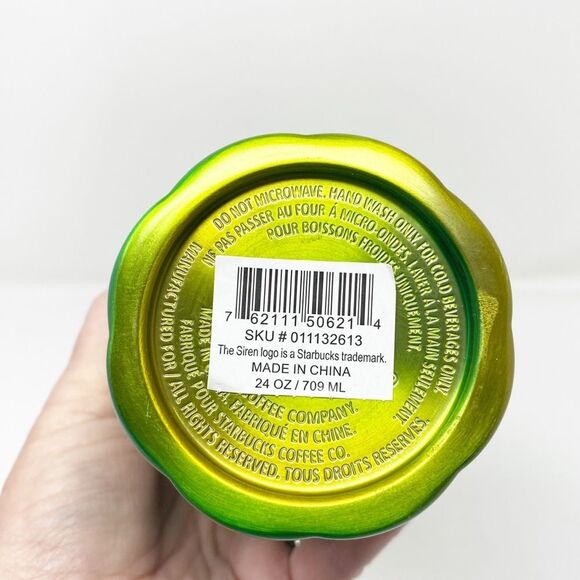 DO NOT MICROWAVE. HAND WASH ONLY. FOR COLD BEVERAGES ONLY.
NE PAS PASSER AU FOUR À MICRO-ONDES, LAVER À LA MAIN SEULEMENT.
POUR BOISSONS FROIDES UNIQUEMENT.
7 62111 50621 4
SKU # 011132613
The Siren logo is a Starbucks trademark.
MADE IN CHINA
24 OZ / 709 ML
MANUFACTURED FOR
COFFEE COMPANY.
MADE IN
FABRIQUÉ EN CHINE.
FABRIQUÉ POUR STARBUCKS COFFEE CO.
ALL RIGHTS RESERVED. TOUS DROITS RÉSERVÉS.